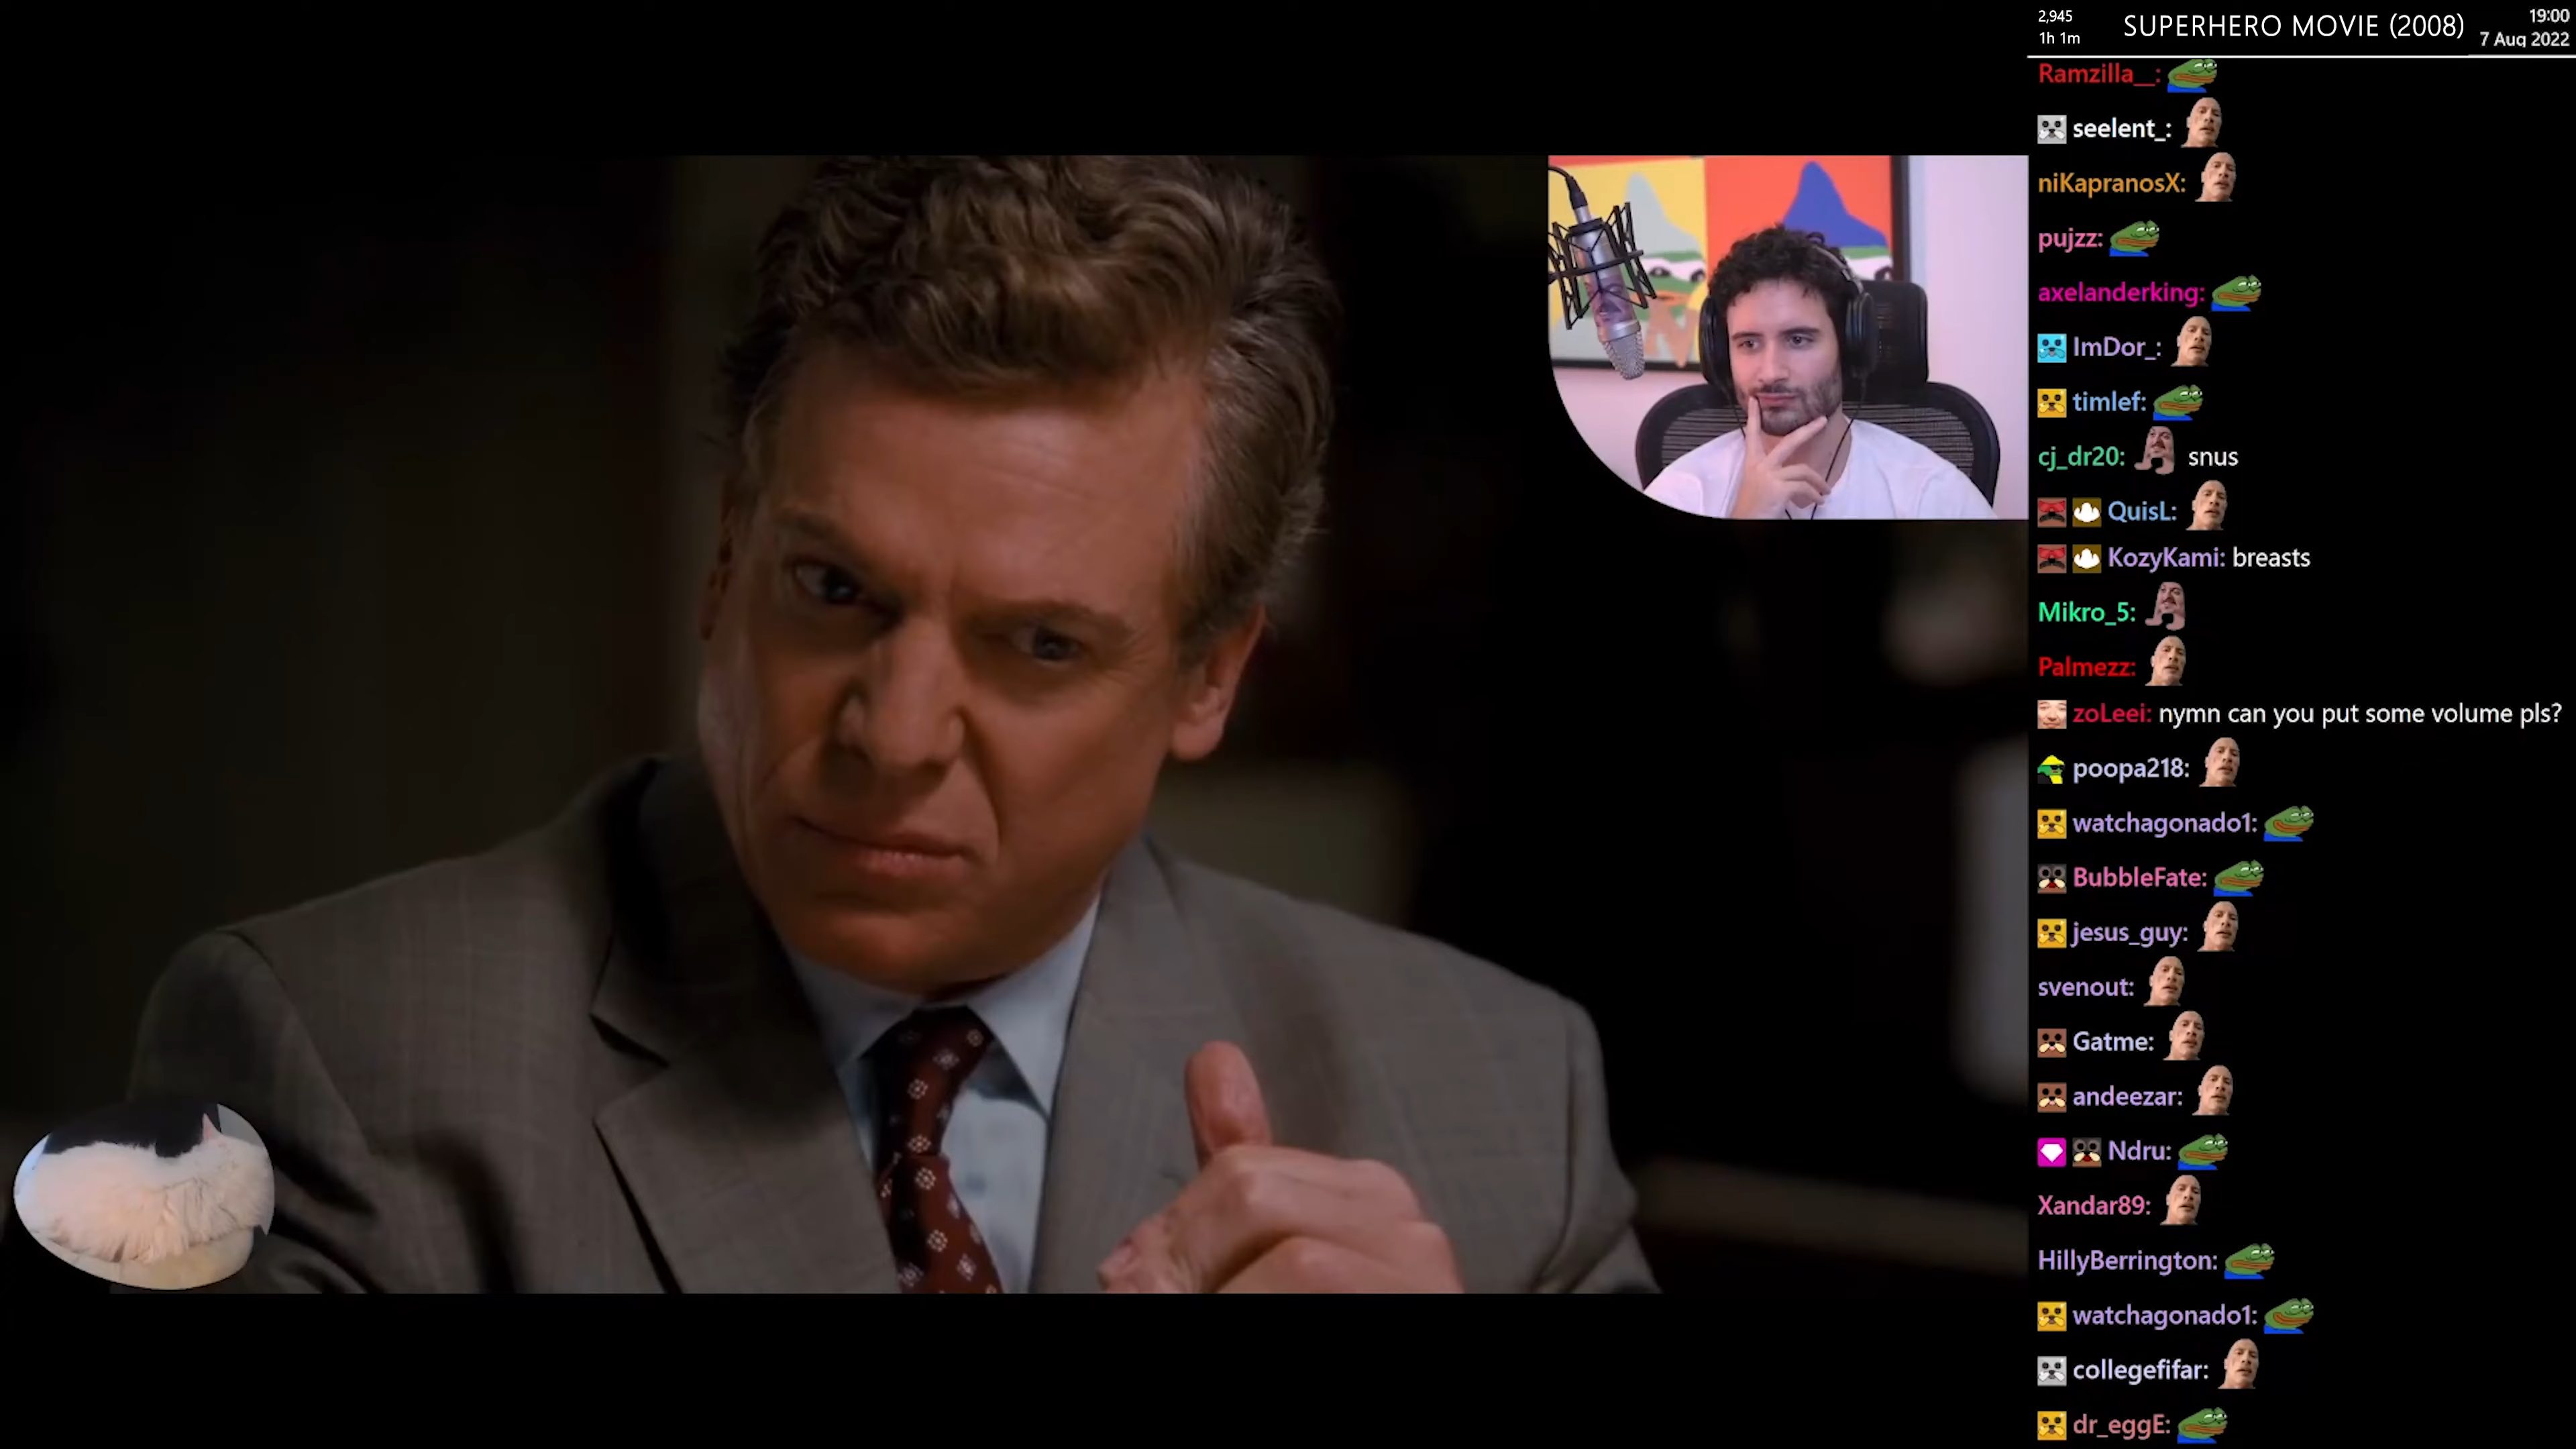 2,945
1h 1m
SUPERHERO MOVIE (2008)
19:00
7 Aug 2022
Ramzilla__:
seelent_:
niKapranosX:
pujzz:
axelanderking:
ImDor_:
timlef:
cj_dr20: snus
QuisL:
KozyKami: breasts
Mikro_5:
Palmezz:
zoLeei: nymn can you put some volume pls?
poopa218:
watchagonado1:
BubbleFate:
jesus_guy:
svenout:
Gatme:
andeezar:
Ndru:
Xandar89:
HillyBerrington:
watchagonado1:
collegefifar:
dr_eggE: